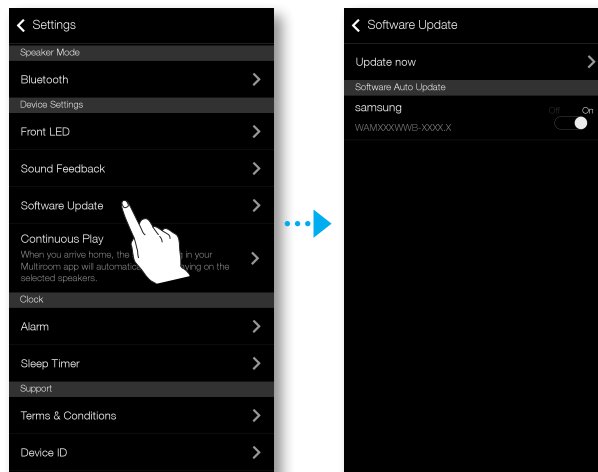 Settings
Speaker Mode
Bluetooth
Device Settings
Front LED
Sound Feedback
Software Update
Continuous Play
When you arrive home, the in your
Multiroom app will automatic ying on the
selected speakers.
Clock
Alarm
Sleep Timer
Support
Terms & Conditions
Device ID
Software Update
Update now
Software Auto Update
samsung
Off On
WAMXXXWWB-XXXX.X